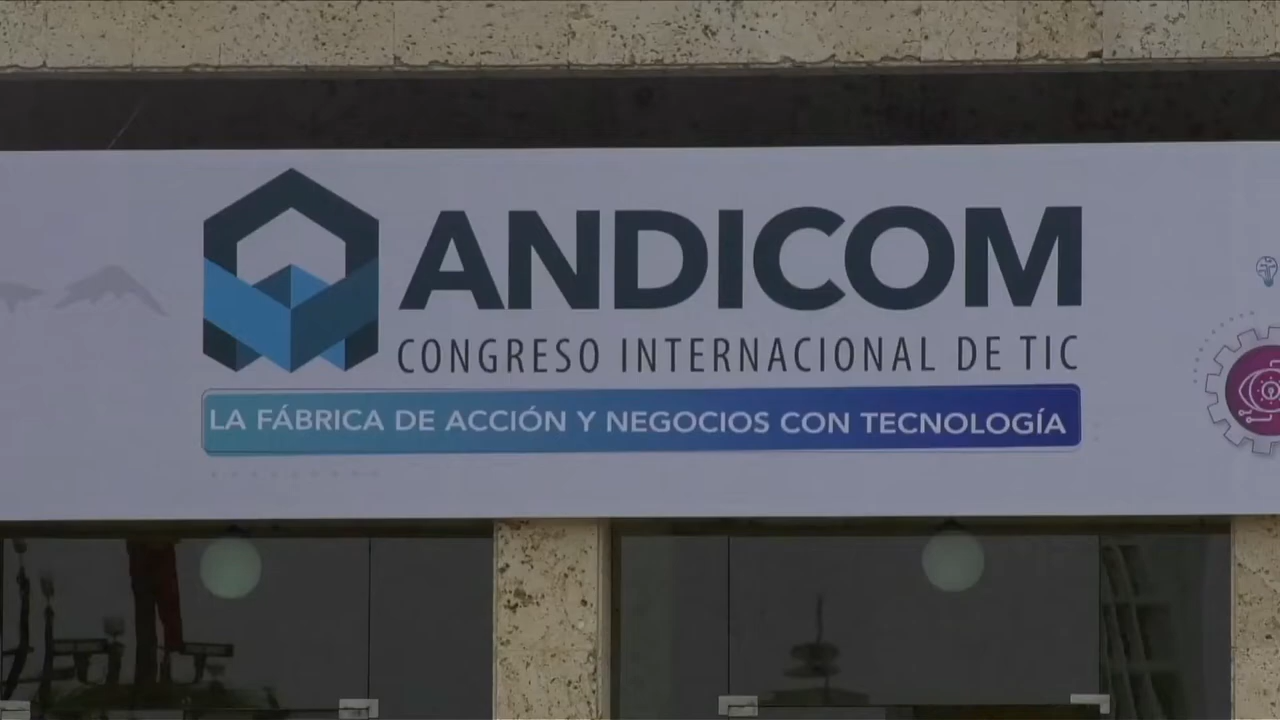 ANDICOM
CONGRESO INTERNACIONAL DE TIC
LA FÁBRICA DE ACCIÓN Y NEGOCIOS CON TECNOLOGÍA